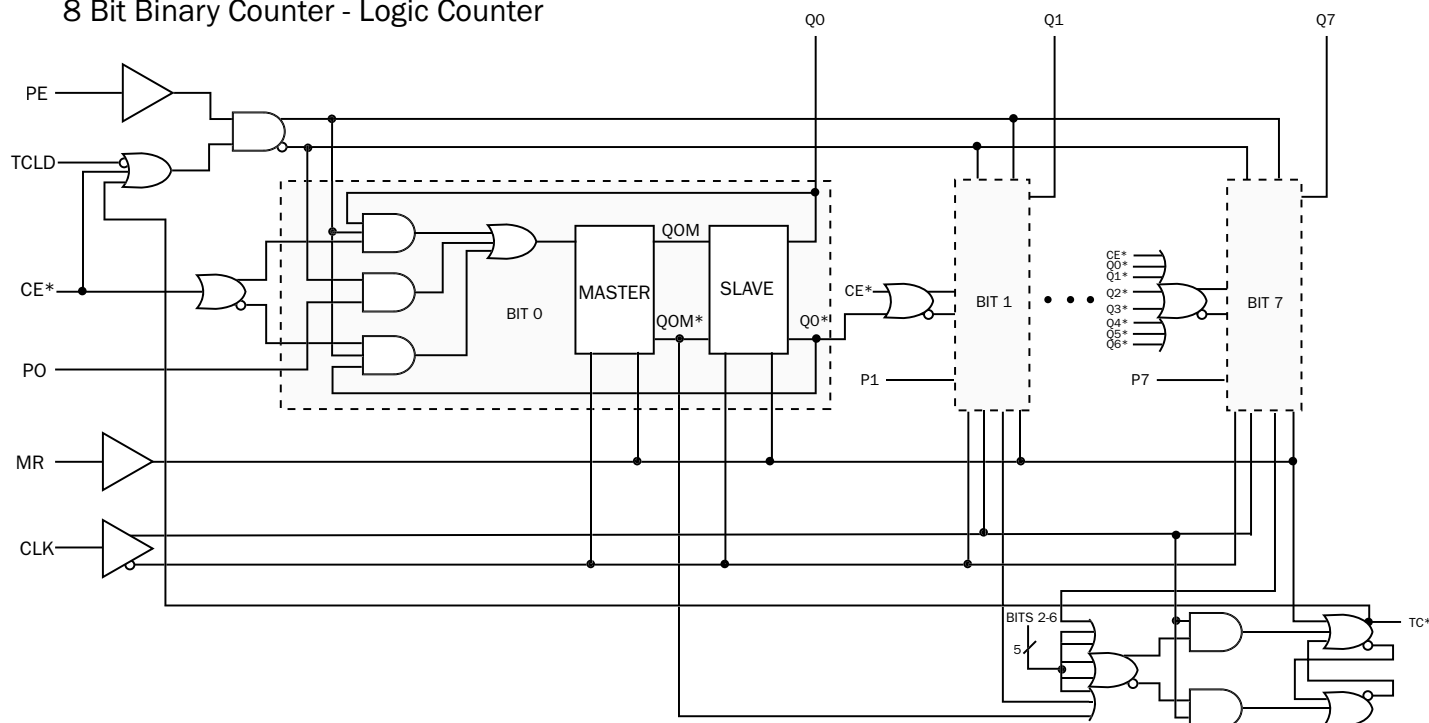 8 Bit Binary Counter - Logic Counter
Q0
Q1
Q7
PE
TCLD
CE*
PO
MR
CLK
BIT 0
MASTER
QOM
QOM*
SLAVE
Q0*
CE*
P1
BIT 1
CE*
Q0*
Q1*
Q2*
Q3*
Q4*
Q5*
Q6*
P7
BIT 7
BITS 2-6
5
TC*